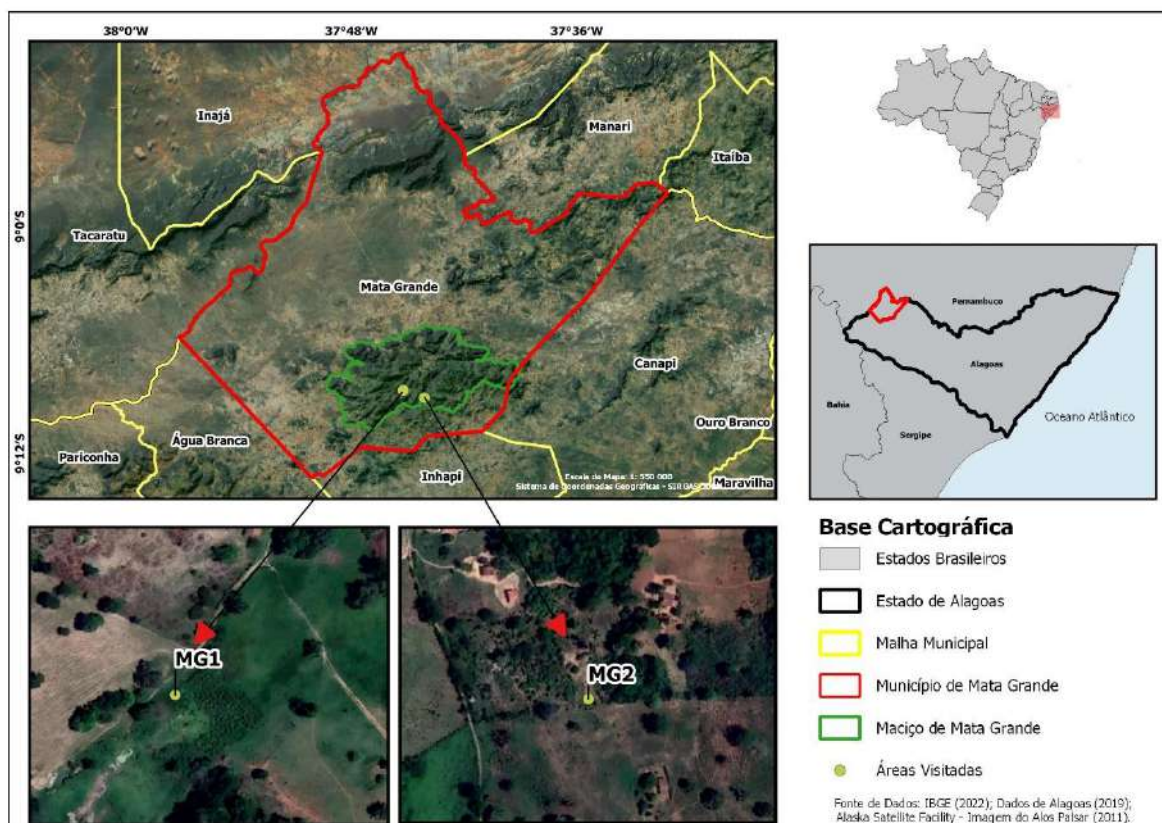 38°0'W
37°48'W
37°36'W
9°0'S
9°12'S
Inajá
Manari
Itaíba
Tacaratu
Mata Grande
Canapi
Água Branca
Ouro Branco
Pariconha
Inhapi
Maravilha
Escala do Mapa: 1: 550 000
Sistema de Coordenadas Geográficas - SIRGAS
MG1
MG2
Pernambuco
Alagoas
Bahia
Sergipe
Oceano Atlântico
Base Cartográfica
Estados Brasileiros
Estado de Alagoas
Malha Municipal
Município de Mata Grande
Maciço de Mata Grande
Áreas Visitadas
Fonte de Dados: IBGE (2022); Dados de Alagoas (2019);
Alaska Satellite Facility - Imagem do Alos Palsar (2011).